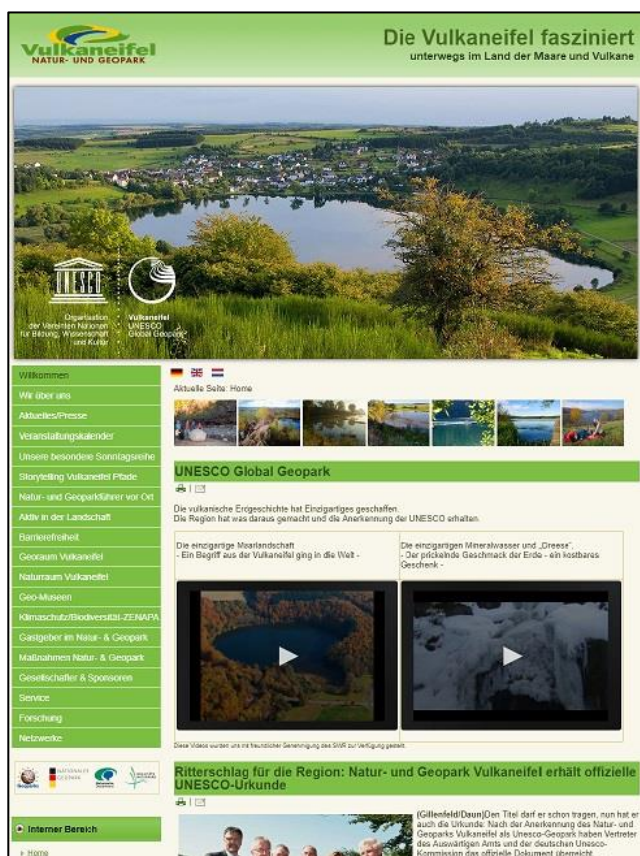 Vulkaneifel
NATUR- UND GEOPARK
Die Vulkaneifel fasziniert
unterwegs im Land der Maare und Vulkane
UNESCO
Organisation
der Vereinten Nationen
für Bildung, Wissenschaft
und Kultur
Vulkaneifel
UNESCO
Global Geopark
Willkommen
Wir über uns
Aktuelles/Presse
Veranstaltungskalender
Unsere besondere Sonntagsreihe
Storytelling Vulkaneifel Pfade
Natur- und Geoparkführer vor Ort
Aktiv in der Landschaft
Barrierefreiheit
Georaum Vulkaneifel
Naturraum Vulkaneifel
Geo-Museen
Klimaschutz/Biodiversität-ZENAPA
Gastgeber im Natur- & Geopark
Maßnahmen Natur- & Geopark
Gesellschafter & Sponsoren
Service
Forschung
Netzwerke
Interner Bereich
Home
Aktuelle Seite: Home
UNESCO Global Geopark
Die vulkanische Erdgeschichte hat Einzigartiges geschaffen.
Die Region hat was daraus gemacht und die Anerkennung der UNESCO erhalten.
Die einzigartige Maarlandschaft
- Ein Begriff aus der Vulkaneifel ging in die Welt -
Die einzigartigen Mineralwasser und „Dreese“,
- Der prickelnde Geschmack der Erde - ein kostbares
Geschenk -
Diese Videos wurden uns mit freundlicher Genehmigung des SWR zur Verfügung gestellt.
Ritterschlag für die Region: Natur- und Geopark Vulkaneifel erhält offizielle
UNESCO-Urkunde
(Gillenfeld/Daun)Den Titel darf er schon tragen, nun hat er
auch die Urkunde: Nach der Anerkennung des Natur- und
Geoparks Vulkaneifel als Unesco-Geopark haben Vertreter
des Auswärtigen Amts und der deutschen Unesco-
Kommission das offizielle Dokument überreicht.